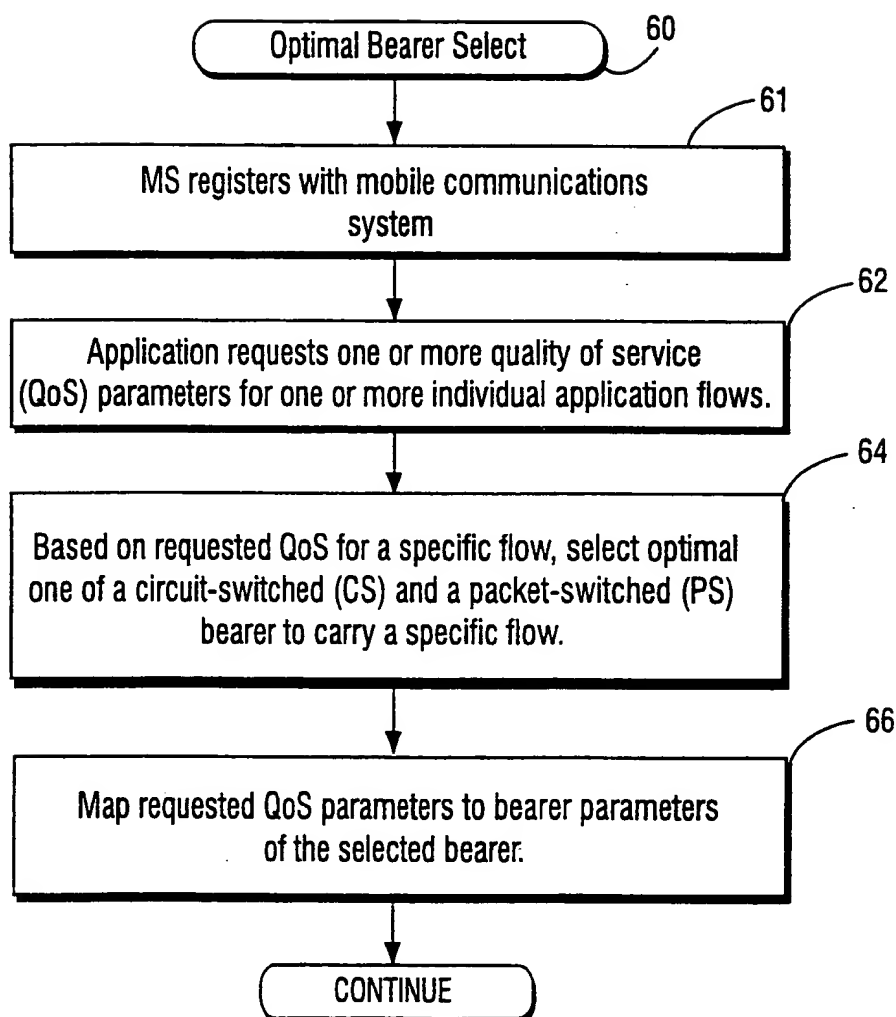 Optimal Bearer Select
60
61
MS registers with mobile communications
system
62
Application requests one or more quality of service
(QoS) parameters for one or more individual application flows.
64
Based on requested QoS for a specific flow, select optimal
one of a circuit-switched (CS) and a packet-switched (PS)
bearer to carry a specific flow.
66
Map requested QoS parameters to bearer parameters
of the selected bearer.
CONTINUE